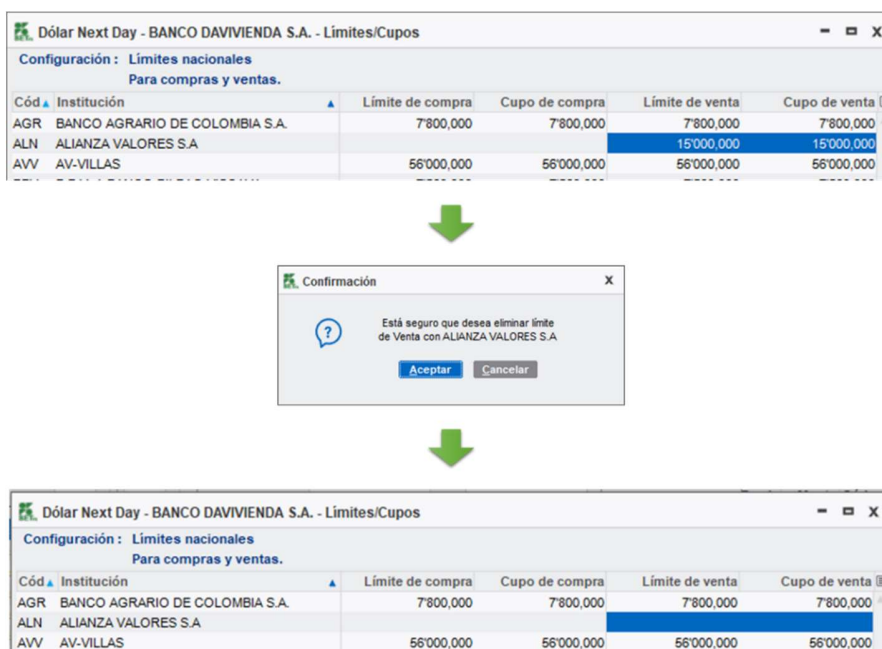 Dólar Next Day - BANCO DAVIVIENDA S.A. - Límites/Cupos
Configuración : Límites nacionales
Para compras y ventas.
Cód Institución Límite de compra Cupo de compra Límite de venta Cupo de venta
AGR BANCO AGRARIO DE COLOMBIA S.A. 7'800,000 7'800,000 7'800,000 7'800,000
ALN ALIANZA VALORES S.A 15'000,000 15'000,000
AVV AV-VILLAS 56'000,000 56'000,000 56'000,000 56'000,000
Confirmación
Está seguro que desea eliminar límite
de Venta con ALIANZA VALORES S.A
Aceptar Cancelar
Dólar Next Day - BANCO DAVIVIENDA S.A. - Límites/Cupos
Configuración : Límites nacionales
Para compras y ventas.
Cód Institución Límite de compra Cupo de compra Límite de venta Cupo de venta
AGR BANCO AGRARIO DE COLOMBIA S.A. 7'800,000 7'800,000 7'800,000 7'800,000
ALN ALIANZA VALORES S.A
AVV AV-VILLAS 56'000,000 56'000,000 56'000,000 56'000,000